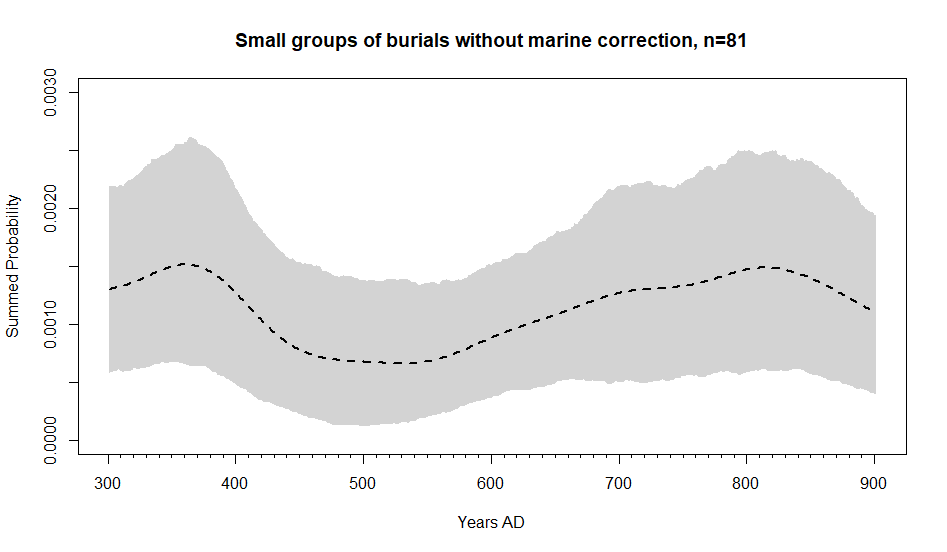 Small groups of burials without marine correction, n=81
0.0030
0.0020
0.0010
0.0000
Summed Probability
300 400 500 600 700 800 900
Years AD